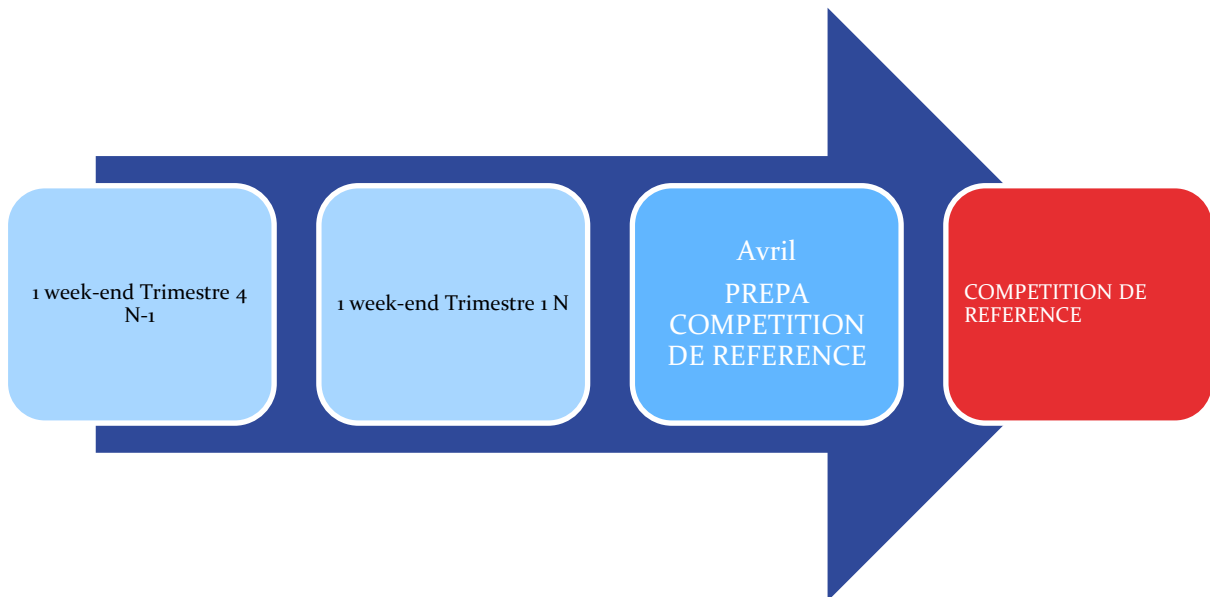 1 week-end Trimestre 4
N-1
1 week-end Trimestre 1 N
Avril
PREPA
COMPETITION
DE REFERENCE
COMPETITION DE
REFERENCE